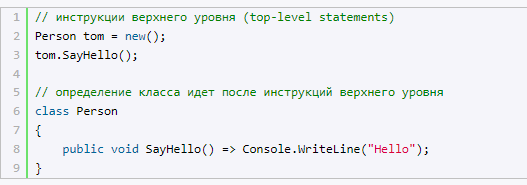 1 // инструкции верхнего уровня (top-level statements)
2 Person tom = new();
3 tom.SayHello();
4
5 // определение класса идет после инструкций верхнего уровня
6 class Person
7 {
8     public void SayHello() => Console.WriteLine("Hello");
9 }